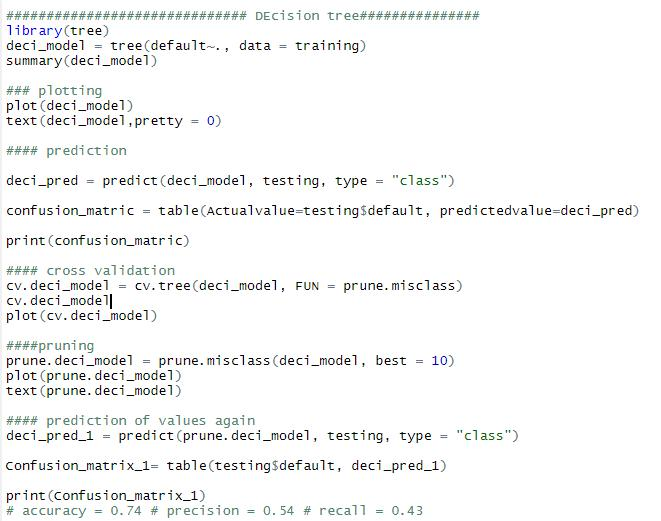 ############################ DEcision tree##############
library(tree)
deci_model = tree(default~., data = training)
summary(deci_model)
### plotting
plot(deci_model)
text(deci_model,pretty = 0)
#### prediction
deci_pred = predict(deci_model, testing, type = "class")
confusion_matric = table(Actualvalue=testing$default, predictedvalue=deci_pred)
print(confusion_matric)
#### cross validation
cv.deci_model = cv.tree(deci_model, FUN = prune.misclass)
cv.deci_model
plot(cv.deci_model)
####pruning
prune.deci_model = prune.misclass(deci_model, best = 10)
plot(prune.deci_model)
text(prune.deci_model)
#### prediction of values again
deci_pred_1 = predict(prune.deci_model, testing, type = "class")
Confusion_matrix_1= table(testing$default, deci_pred_1)
print(Confusion_matrix_1)
# accuracy = 0.74 # precision = 0.54 # recall = 0.43